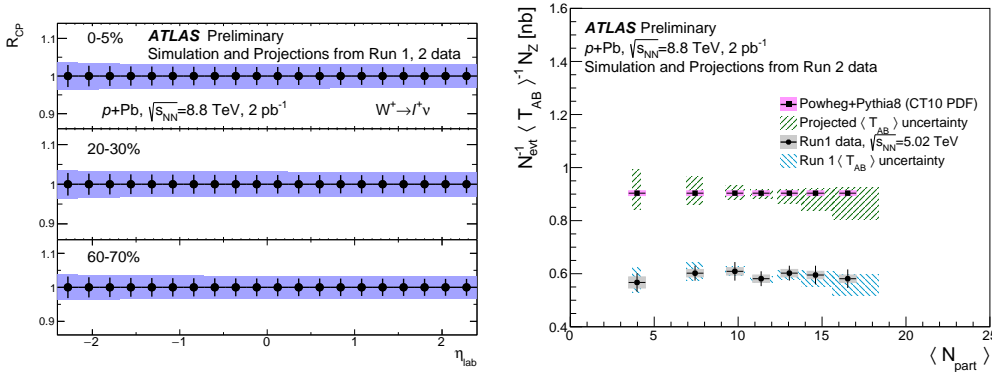 R_CP
1.1
1
0.9
0-5%
ATLAS Preliminary
Simulation and Projections from Run 1, 2 data
p+Pb, √s_NN=8.8 TeV, 2 pb⁻¹
W⁺→l⁺ν
1.1
1
0.9
20-30%
1.1
1
0.9
60-70%
−2 −1 0 1 2
η_lab
N⁻¹_evt ⟨ T_AB ⟩⁻¹ N_Z [nb]
1.6
1.4
1.2
1
0.8
0.6
0.4
ATLAS Preliminary
p+Pb, √s_NN=8.8 TeV, 2 pb⁻¹
Simulation and Projections from Run 2 data
Powheg+Pythia8 (CT10 PDF)
Projected ⟨ T_AB ⟩ uncertainty
Run1 data, √s_NN=5.02 TeV
Run 1 ⟨ T_AB ⟩ uncertainty
0 5 10 15 20 25
⟨ N_part ⟩